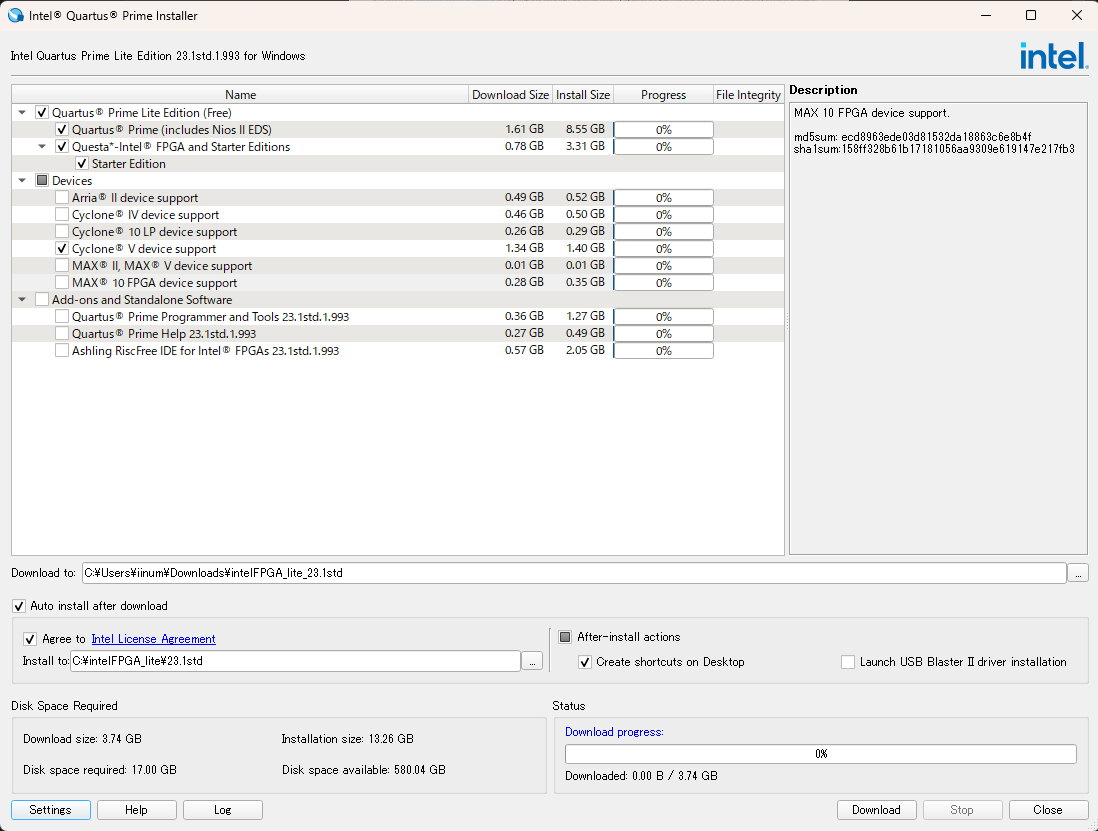 Intel® Quartus® Prime Installer
Intel Quartus Prime Lite Edition 23.1std.1.993 for Windows
intel.
Name Download Size Install Size Progress File Integrity
Quartus® Prime Lite Edition (Free)
Quartus® Prime (includes Nios II EDS) 1.61 GB 8.55 GB 0%
Questa*-Intel® FPGA and Starter Editions 0.78 GB 3.31 GB 0%
Starter Edition
Devices
Arria® II device support 0.49 GB 0.52 GB 0%
Cyclone® IV device support 0.46 GB 0.50 GB 0%
Cyclone® 10 LP device support 0.26 GB 0.29 GB 0%
Cyclone® V device support 1.34 GB 1.40 GB 0%
MAX® II, MAX® V device support 0.01 GB 0.01 GB 0%
MAX® 10 FPGA device support 0.28 GB 0.35 GB 0%
Add-ons and Standalone Software
Quartus® Prime Programmer and Tools 23.1std.1.993 0.36 GB 1.27 GB 0%
Quartus® Prime Help 23.1std.1.993 0.27 GB 0.49 GB 0%
Ashling RiscFree IDE for Intel® FPGAs 23.1std.1.993 0.57 GB 2.05 GB 0%
Description
MAX 10 FPGA device support.
md5sum: ecd8963ede03d81532da18863c6e8b4f
sha1sum:158ff328b61b17181056aa9309e619147e217fb3
Download to: C:¥Users¥iinum¥Downloads¥intelFPGA_lite_23.1std ...
Auto install after download
Agree to Intel License Agreement
Install to: C:¥intelFPGA_lite¥23.1std ...
After-install actions
Create shortcuts on Desktop Launch USB Blaster II driver installation
Disk Space Required
Download size: 3.74 GB Installation size: 13.26 GB
Disk space required: 17.00 GB Disk space available: 580.04 GB
Status
Download progress:
0%
Downloaded: 0.00 B / 3.74 GB
Settings Help Log Download Stop Close